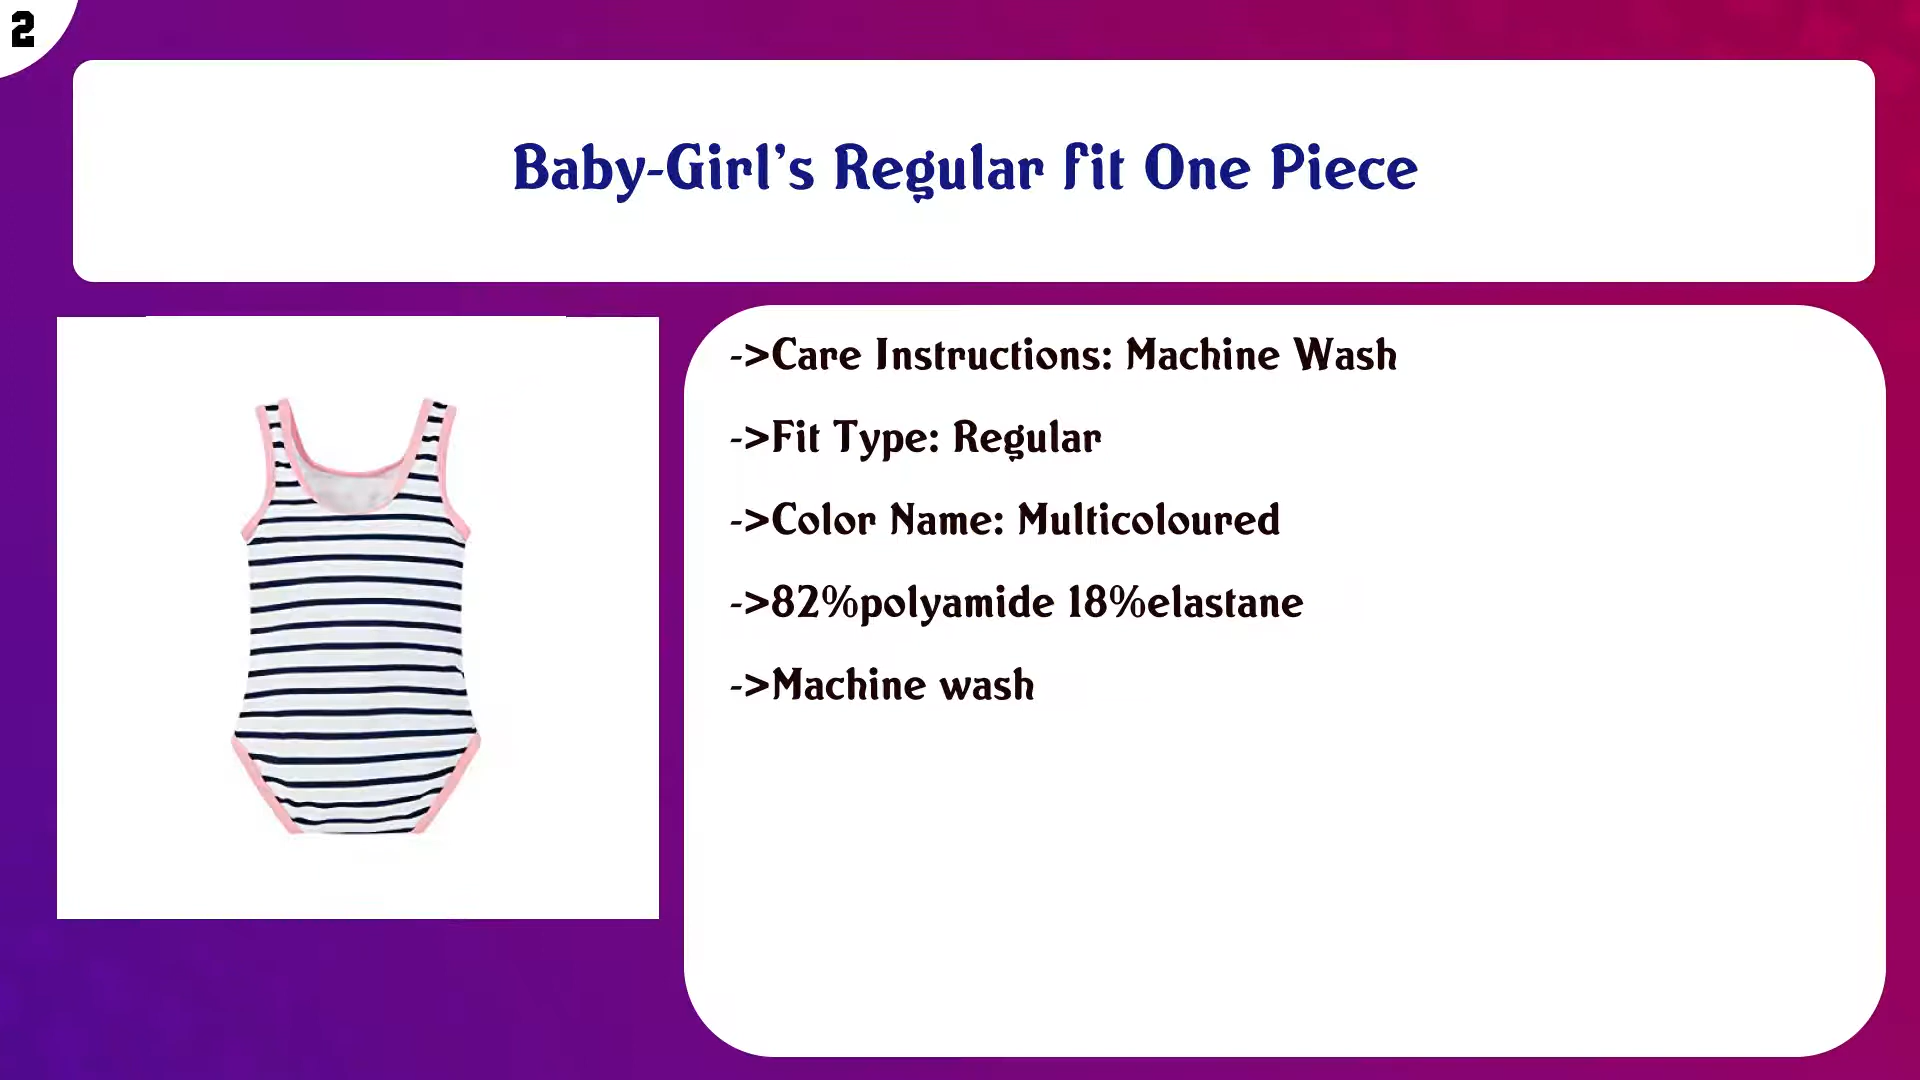 2
Baby-Girl's Regular fit One Piece
->Care Instructions: Machine Wash
->Fit Type: Regular
->Color Name: Multicoloured
->82%polyamide 18%elastane
->Machine wash